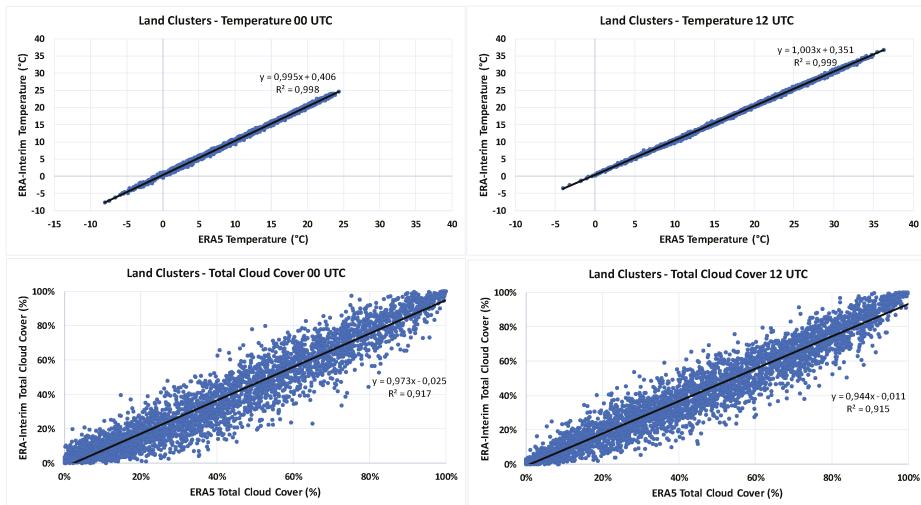 Land Clusters - Temperature 00 UTC
ERA-Interim Temperature (°C)
40
35
30
25
20
15
10
5
0
-5
-10
y = 0,995x + 0,406
R² = 0,998
-15 -10 -5 0 5 10 15 20 25 30 35 40
ERA5 Temperature (°C)
Land Clusters - Temperature 12 UTC
ERA-Interim Temperature (°C)
40
35
30
25
20
15
10
5
0
-5
-10
y = 1,003x + 0,351
R² = 0,999
-10 -5 0 5 10 15 20 25 30 35 40
ERA5 Temperature (°C)
Land Clusters - Total Cloud Cover 00 UTC
ERA-Interim Total Cloud Cover (%)
100%
80%
60%
40%
20%
0%
y = 0,973x - 0,025
R² = 0,917
0% 20% 40% 60% 80% 100%
ERA5 Total Cloud Cover (%)
Land Clusters - Total Cloud Cover 12 UTC
ERA-Interim Total Cloud Cover (%)
100%
80%
60%
40%
20%
0%
y = 0,944x - 0,011
R² = 0,915
0% 20% 40% 60% 80% 100%
ERA5 Total Cloud Cover (%)